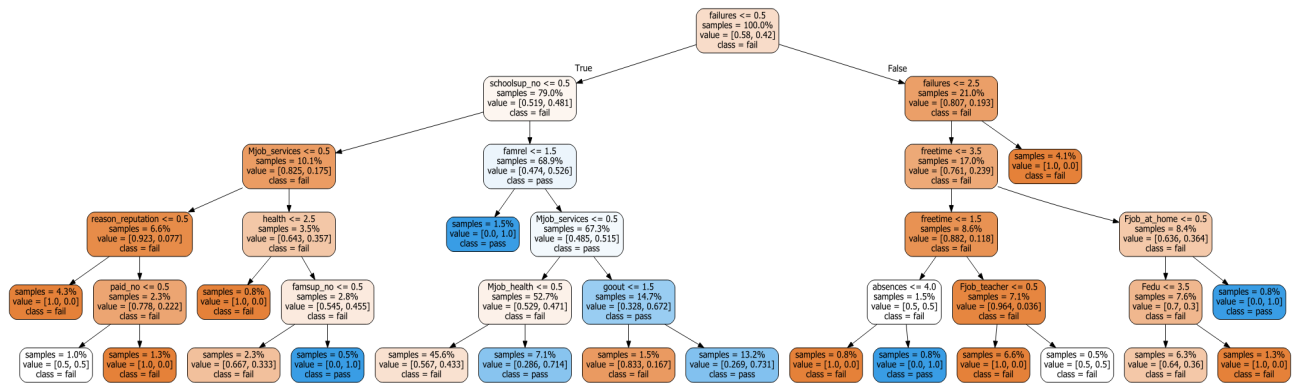 failures <= 0.5
samples = 100.0%
value = [0.58, 0.42]
class = fail
True
False
schoolsup_no <= 0.5
samples = 79.0%
value = [0.519, 0.481]
class = fail
failures <= 2.5
samples = 21.0%
value = [0.807, 0.193]
class = fail
Mjob_services <= 0.5
samples = 10.1%
value = [0.825, 0.175]
class = fail
famrel <= 1.5
samples = 68.9%
value = [0.474, 0.526]
class = pass
freetime <= 3.5
samples = 17.0%
value = [0.761, 0.239]
class = fail
samples = 4.1%
value = [1.0, 0.0]
class = fail
reason_reputation <= 0.5
samples = 6.6%
value = [0.923, 0.077]
class = fail
health <= 2.5
samples = 3.5%
value = [0.643, 0.357]
class = fail
samples = 1.5%
value = [0.0, 1.0]
class = pass
Mjob_services <= 0.5
samples = 67.3%
value = [0.485, 0.515]
class = pass
freetime <= 1.5
samples = 8.6%
value = [0.882, 0.118]
class = fail
Fjob_at_home <= 0.5
samples = 8.4%
value = [0.636, 0.364]
class = fail
samples = 4.3%
value = [1.0, 0.0]
class = fail
paid_no <= 0.5
samples = 2.3%
value = [0.778, 0.222]
class = fail
samples = 0.8%
value = [1.0, 0.0]
class = fail
famsup_no <= 0.5
samples = 2.8%
value = [0.545, 0.455]
class = fail
Mjob_health <= 0.5
samples = 52.7%
value = [0.529, 0.471]
class = fail
goout <= 1.5
samples = 14.7%
value = [0.328, 0.672]
class = pass
absences <= 4.0
samples = 1.5%
value = [0.5, 0.5]
class = fail
Fjob_teacher <= 0.5
samples = 7.1%
value = [0.964, 0.036]
class = fail
Fedu <= 3.5
samples = 7.6%
value = [0.7, 0.3]
class = fail
samples = 0.8%
value = [0.0, 1.0]
class = pass
samples = 1.0%
value = [0.5, 0.5]
class = fail
samples = 1.3%
value = [1.0, 0.0]
class = fail
samples = 2.3%
value = [0.667, 0.333]
class = fail
samples = 0.5%
value = [0.0, 1.0]
class = pass
samples = 45.6%
value = [0.567, 0.433]
class = fail
samples = 7.1%
value = [0.286, 0.714]
class = pass
samples = 1.5%
value = [0.833, 0.167]
class = fail
samples = 13.2%
value = [0.269, 0.731]
class = pass
samples = 0.8%
value = [1.0, 0.0]
class = fail
samples = 0.8%
value = [0.0, 1.0]
class = pass
samples = 6.6%
value = [1.0, 0.0]
class = fail
samples = 0.5%
value = [0.5, 0.5]
class = fail
samples = 6.3%
value = [0.64, 0.36]
class = fail
samples = 1.3%
value = [1.0, 0.0]
class = fail